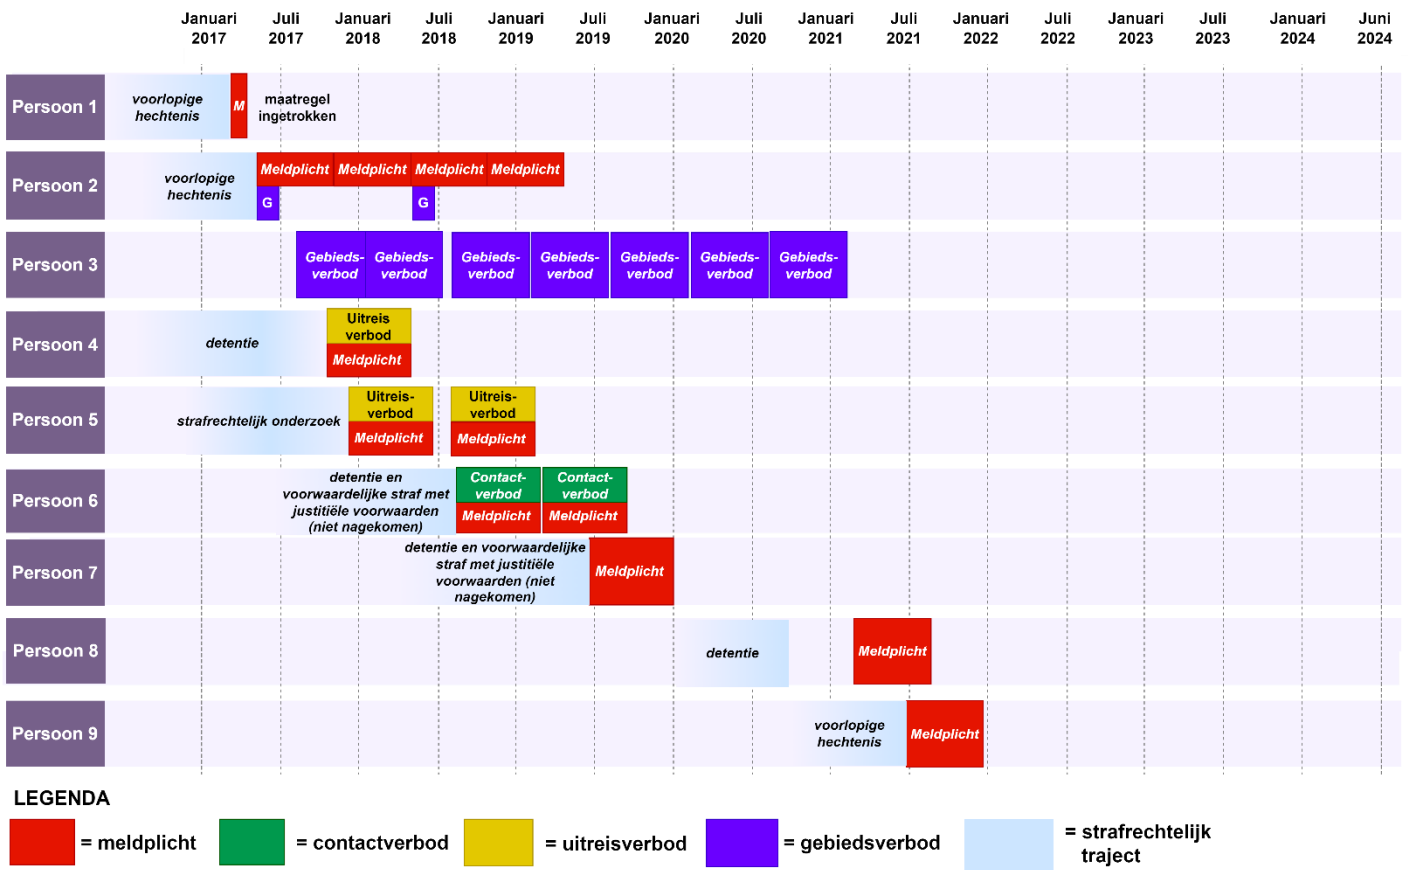 Januari Juli Januari Juli Januari Juli Januari Juli Januari Juli Januari Juli Januari Juli Januari Juni
2017 2017 2018 2018 2019 2019 2020 2020 2021 2021 2022 2022 2023 2023 2024 2024
Persoon 1
voorlopige
hechtenis
M
maatregel
ingetrokken
Persoon 2
voorlopige
hechtenis
Meldplicht Meldplicht Meldplicht Meldplicht
G G
Persoon 3
Gebieds- Gebieds- Gebieds- Gebieds- Gebieds- Gebieds- Gebieds-
verbod verbod verbod verbod verbod verbod verbod
Persoon 4
detentie
Uitreis
verbod
Meldplicht
Persoon 5
strafrechtelijk onderzoek
Uitreis- Uitreis-
verbod verbod
Meldplicht Meldplicht
Persoon 6
detentie en
voorwaardelijke straf met
justitiële voorwaarden
(niet nagekomen)
Contact- Contact-
verbod verbod
Meldplicht Meldplicht
Persoon 7
detentie en voorwaardelijke
straf met justitiële
voorwaarden (niet
nagekomen)
Meldplicht
Persoon 8
detentie
Meldplicht
Persoon 9
voorlopige
hechtenis
Meldplicht
LEGENDA
= meldplicht
= contactverbod
= uitreisverbod
= gebiedsverbod
= strafrechtelijk
traject